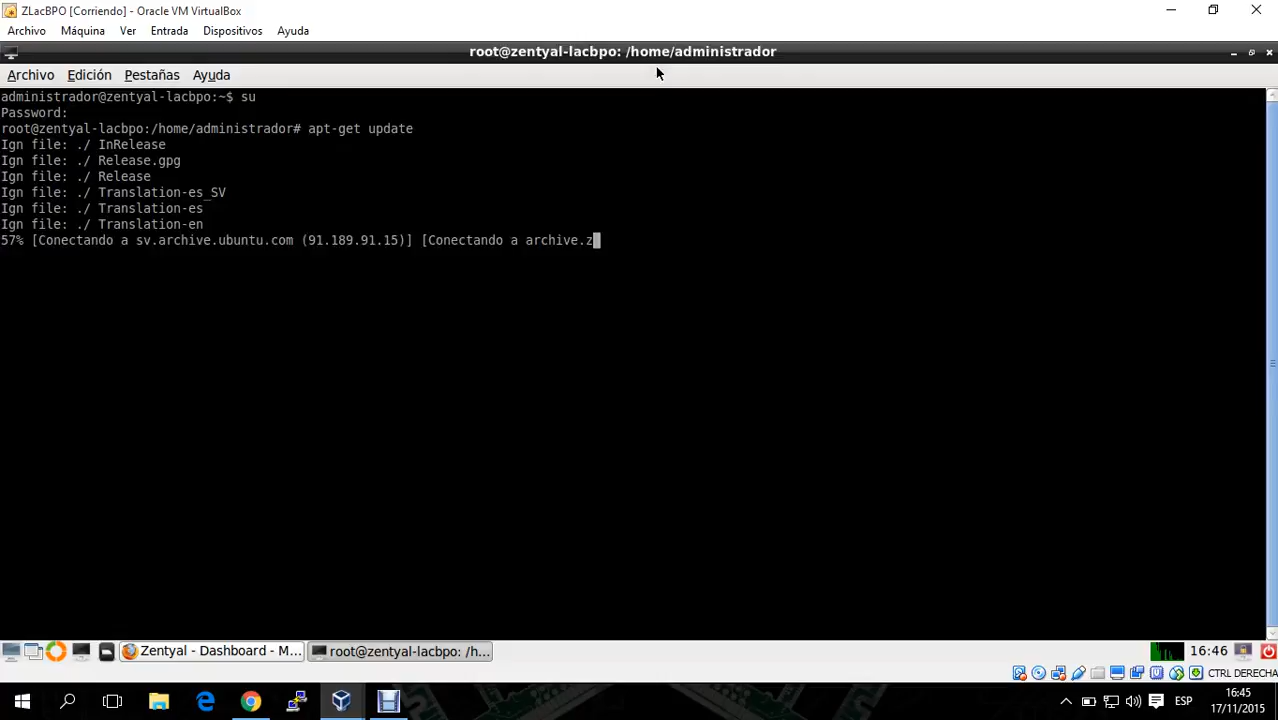 ZLacBPO [Corriendo] - Oracle VM VirtualBox
Archivo Máquina Ver Entrada Dispositivos Ayuda
root@zentyal-lacbpo: /home/administrador
Archivo Edición Pestañas Ayuda
administrador@zentyal-lacbpo:~$ su
Password:
root@zentyal-lacbpo:/home/administrador# apt-get update
Ign file: ./ InRelease
Ign file: ./ Release.gpg
Ign file: ./ Release
Ign file: ./ Translation-es_SV
Ign file: ./ Translation-es
Ign file: ./ Translation-en
57% [Conectando a sv.archive.ubuntu.com (91.189.91.15)] [Conectando a archive.z
Zentyal - Dashboard - M... root@zentyal-lacbpo: /h... 16:46
CTRL DERECHA
ESP 16:45
17/11/2015